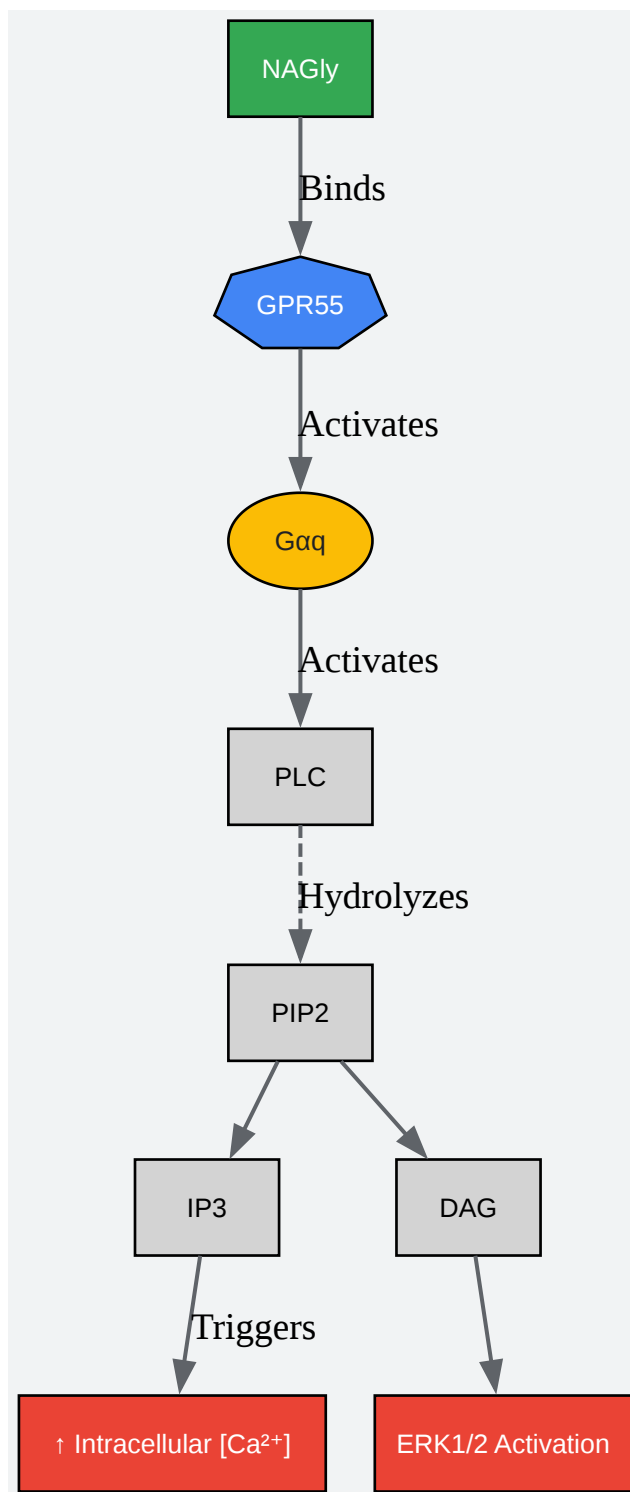 NAGly
Binds
GPR55
Activates
Gαq
Activates
PLC
Hydrolyzes
PIP2
IP3
DAG
Triggers
↑ Intracellular [Ca²⁺]
ERK1/2 Activation